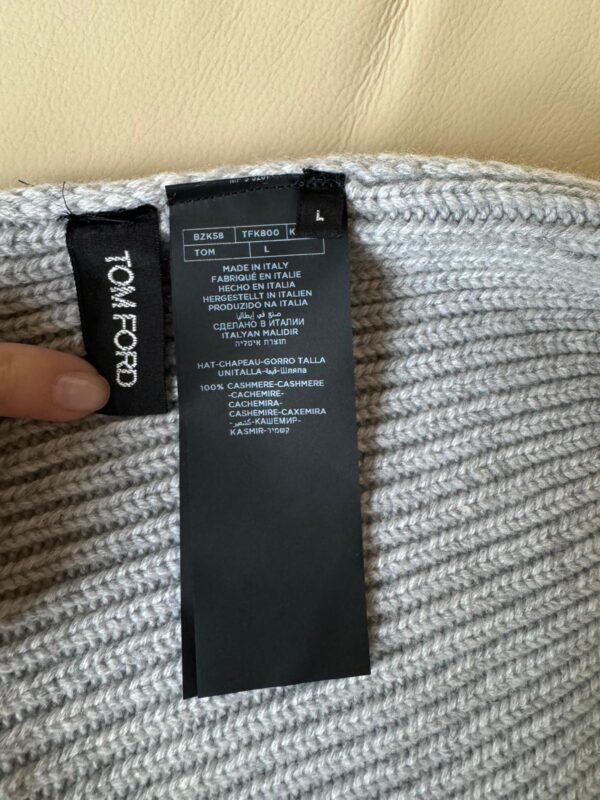 TOM FORD
L
BZK58 TFK800 K
TOM L
MADE IN ITALY
FABRIQUÉ EN ITALIE
HECHO EN ITALIA
HERGESTELLT IN ITALIEN
PRODUZIDO NA ITALIA
صنع في إيطاليا
СДЕЛАНО В ИТАЛИИ
ITALYAN MALIDIR
תוצרת איטליה
HAT-CHAPEAU-GORRO TALLA
UNITALLA-قبعة-Шляпа
100% CASHMERE-CASHMERE
-CACHEMIRE-
CACHEMIRA-
CASHMERE-CAXEMIRA
-كشمير-КАШЕМИР-
KASMIR-קשמיר